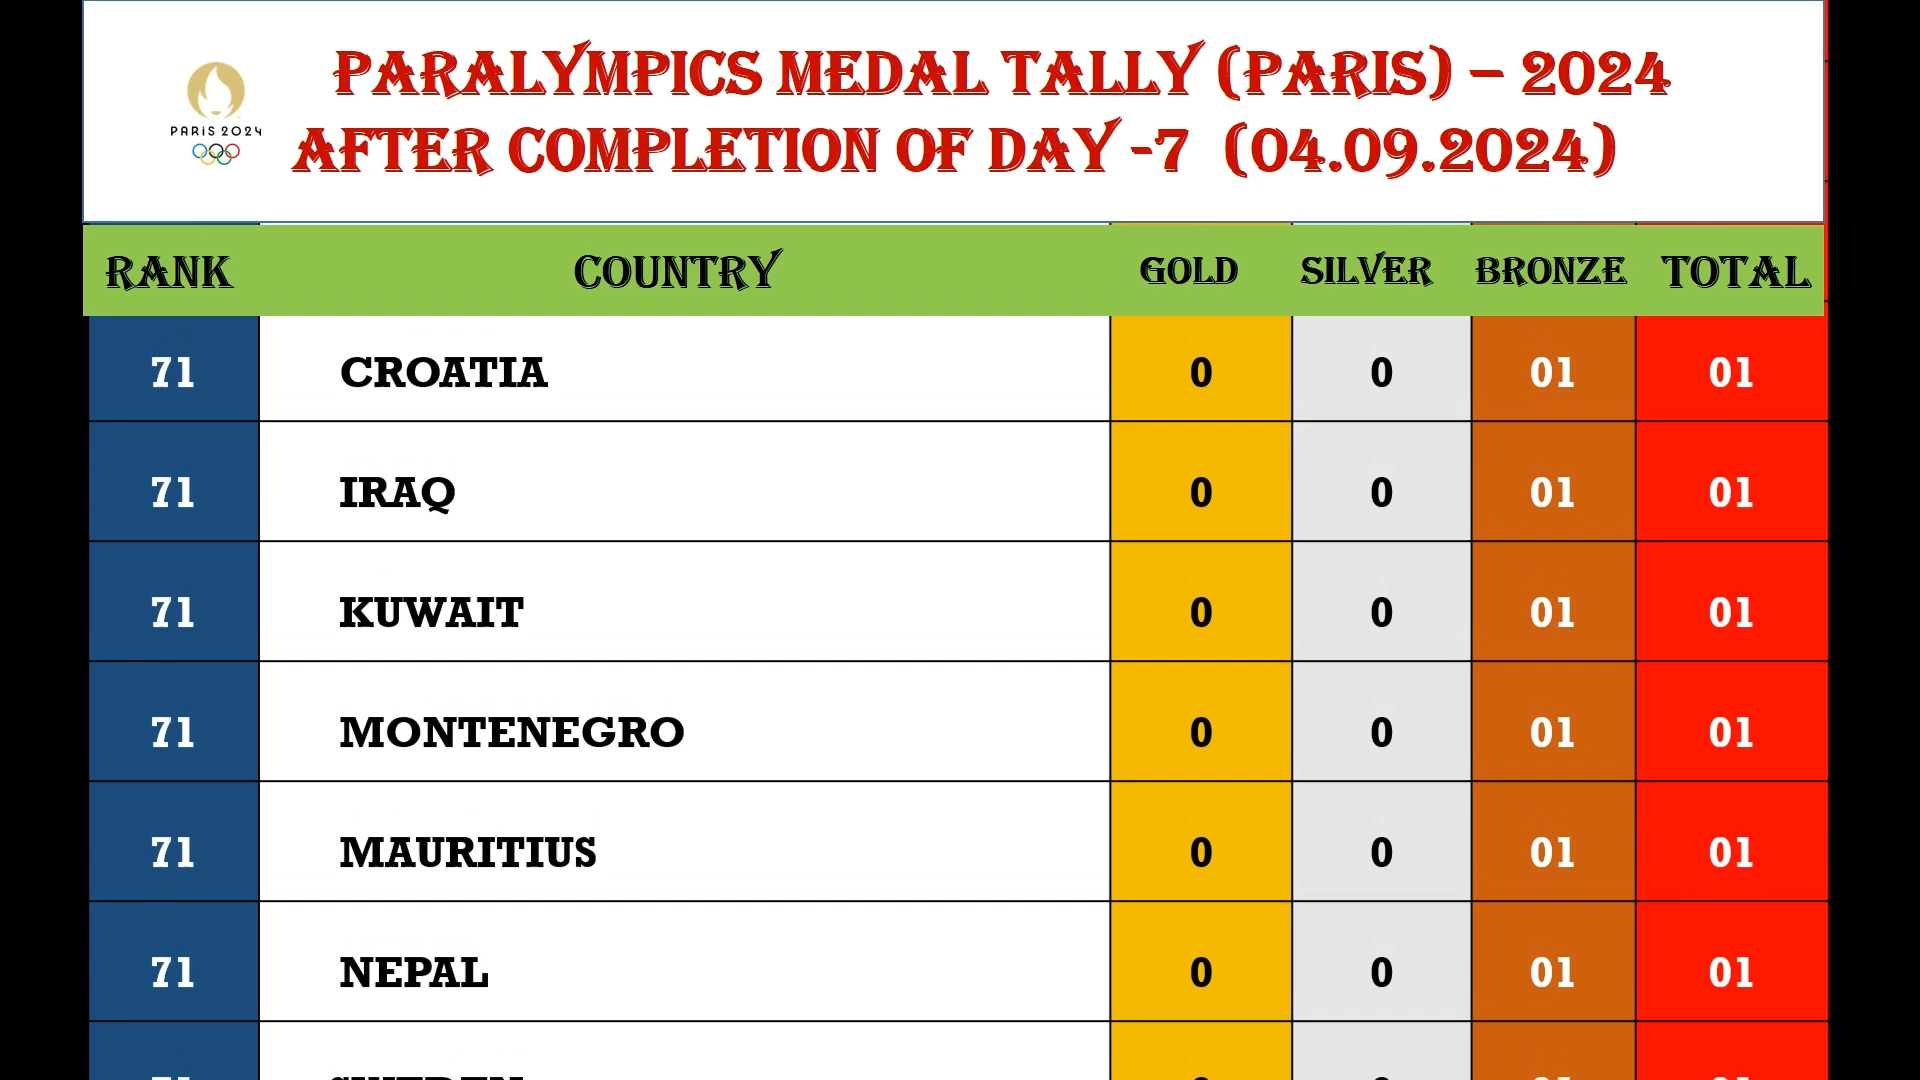 PARALYMPICS MEDAL TALLY (PARIS) – 2024
AFTER COMPLETION OF DAY -7 (04.09.2024)
PARIS 2024
RANK COUNTRY GOLD SILVER BRONZE TOTAL
71 CROATIA 0 0 01 01
71 IRAQ 0 0 01 01
71 KUWAIT 0 0 01 01
71 MONTENEGRO 0 0 01 01
71 MAURITIUS 0 0 01 01
71 NEPAL 0 0 01 01